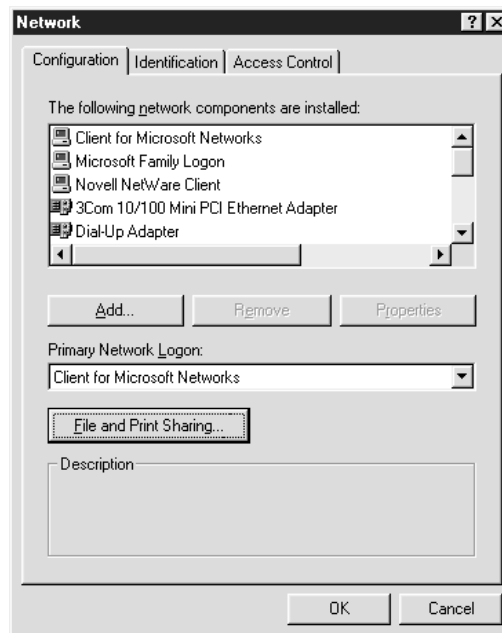 Network
Configuration Identification Access Control
The following network components are installed:
Client for Microsoft Networks
Microsoft Family Logon
Novell NetWare Client
3Com 10/100 Mini PCI Ethernet Adapter
Dial-Up Adapter
Add... Remove Properties
Primary Network Logon:
Client for Microsoft Networks
File and Print Sharing...
Description
OK Cancel